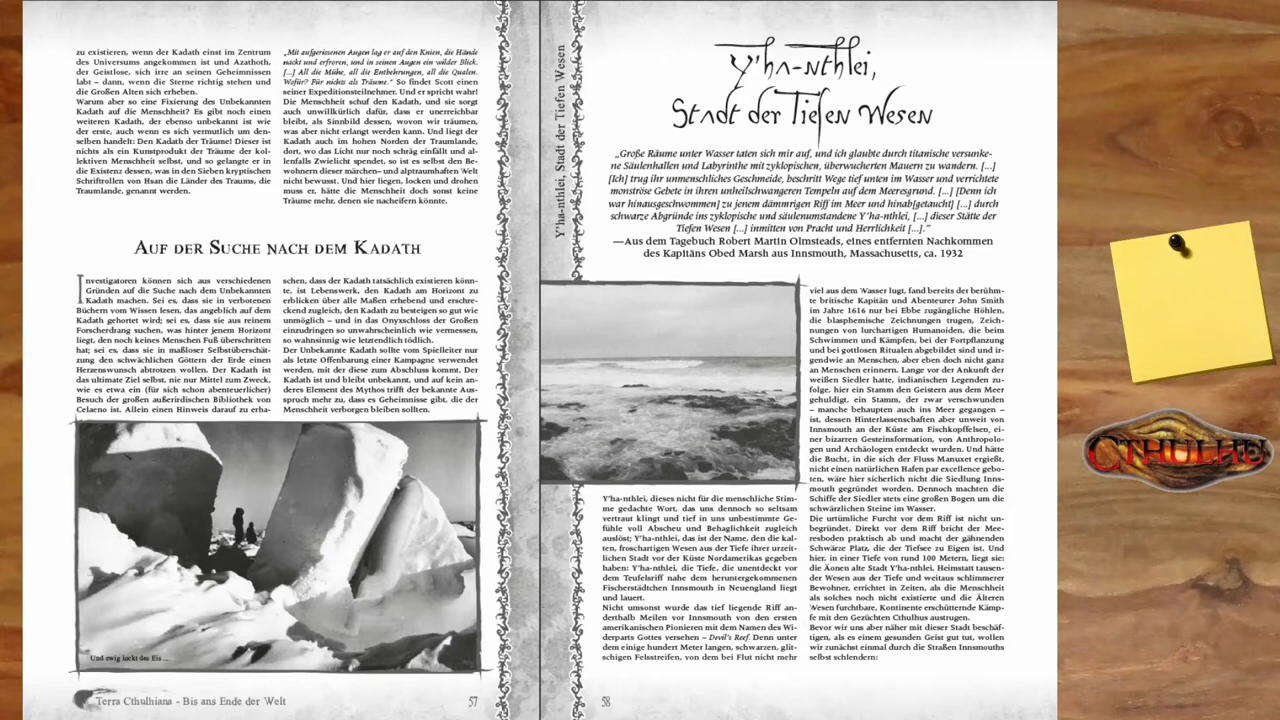 zu existieren, wenn der Kadath einst im Zentrum
des Universums angekommen ist und Azathoth,
der Geistlose, sich irre an seinen Geheimnissen
labt – dann, wenn die Sterne richtig stehen und
die Großen Alten sich erheben.
Warum aber so eine Fixierung des Unbekannten
Kadath auf die Menschheit? Es gibt noch einen
weiteren Kadath, der ebenso unbekannt ist wie
der erste, auch wenn es sich vermutlich um den-
selben handelt: Den Kadath der Träume! Dieser ist
nichts als ein Kunstprodukt der Träume der kol-
lektiven Menschheit selbst, und so gelangte er in
die Existenz dessen, was in den Sieben kryptischen
Schriftrollen von Hsan die Länder des Traums, die
Traumlande, genannt werden.
„Mit aufgerissenen Augen lag er auf den Knien, die Hände
nackt und erfroren, und in seinen Augen ein wilder Blick.
[...] All die Mühe, all die Entbehrungen, all die Qualen.
Wofür? Für nichts als Träume.“ So findet Scott einen
seiner Expeditionsteilnehmer. Und er spricht wahr!
Die Menschheit schuf den Kadath, und sie sorgt
auch unwillkürlich dafür, dass er unerreichbar
bleibt, als Sinnbild dessen, wovon wir träumen,
was aber nicht erlangt werden kann. Und liegt der
Kadath auch im hohen Norden der Traumlande,
dort, wo das Licht nur noch schräg einfällt und al-
lenfalls Zwielicht spendet, so ist es selbst den Be-
wohnern dieser märchen– und alptraumhaften Welt
nicht bewusst. Und hier liegen, locken und drohen
muss er, hätte die Menschheit doch sonst keine
Träume mehr, denen sie nacheifern könnte.
Auf der Suche nach dem Kadath
Investigatoren können sich aus verschiedenen
Gründen auf die Suche nach dem Unbekannten
Kadath machen. Sei es, dass sie in verbotenen
Büchern vom Wissen lesen, das angeblich auf dem
Kadath gehortet wird; sei es, dass sie aus reinem
Forscherdrang suchen, was hinter jenem Horizont
liegt, den noch keines Menschen Fuß überschritten
hat; sei es, dass sie in maßloser Selbstüberschät-
zung den schwächlichen Göttern der Erde einen
Herzenswunsch abtrotzen wollen. Der Kadath ist
das ultimate Ziel selbst, nie nur Mittel zum Zweck,
wie es etwa ein (für sich schon abenteuerlicher)
Besuch der großen außerirdischen Bibliothek von
Celaeno ist. Allein einen Hinweis darauf zu erha-
schen, dass der Kadath tatsächlich existieren könn-
te, ist Lebenswerk, den Kadath am Horizont zu
erblicken über alle Maßen erhebend und erschre-
ckend zugleich, den Kadath zu besteigen so gut wie
unmöglich – und in das Onyxschloss der Großen
einzudringen so unwahrscheinlich wie vermessen,
so wahnsinnig wie letztendlich tödlich.
Der Unbekannte Kadath sollte vom Spielleiter nur
als letzte Offenbarung einer Kampagne verwendet
werden, mit der diese zum Abschluss kommt. Der
Kadath ist und bleibt unbekannt, und auf kein an-
deres Element des Mythos trifft der bekannte Aus-
spruch mehr zu, dass es Geheimnisse gibt, die der
Menschheit verborgen bleiben sollten.
Und ewig lockt das Eis ...
Terra Cthulhiana - Bis ans Ende der Welt
57
Y'ha-nthlei, Stadt der Tiefen Wesen
Y'ha-nthlei,
Stadt der Tiefen Wesen
„Große Räume unter Wasser taten sich mir auf, und ich glaubte durch titanische versunke-
ne Säulenhallen und Labyrinthe mit zyklopischen, überwucherten Mauern zu wandern. [...]
[Ich] trug ihr unmenschliches Geschmeide, beschritt Wege tief unten im Wasser und verrichtete
monströse Gebete in ihren unheilschwangeren Tempeln auf dem Meeresgrund. [...] [Denn ich
war hinausgeschwommen] zu jenem dämmrigen Riff im Meer und hinab[getaucht] [...] durch
schwarze Abgründe ins zyklopische und säulenumstandene Y'ha-nthlei, [...] dieser Stätte der
Tiefen Wesen [...] inmitten von Pracht und Herrlichkeit [...].“
—Aus dem Tagebuch Robert Martin Olmsteads, eines entfernten Nachkommen
des Kapitäns Obed Marsh aus Innsmouth, Massachusetts, ca. 1932
Y'ha-nthlei, dieses nicht für die menschliche Stim-
me gedachte Wort, das uns dennoch so seltsam
vertraut klingt und tief in uns unbestimmte Ge-
fühle voll Abscheu und Behaglichkeit zugleich
auslöst; Y'ha-nthlei, das ist der Name, den die kal-
ten, froschartigen Wesen aus der Tiefe ihrer urzeit-
lichen Stadt vor der Küste Nordamerikas gegeben
haben: Y'ha-nthlei, die Tiefe, die unentdeckt vor
dem Teufelsriff nahe dem heruntergekommenen
Fischerstädtchen Innsmouth in Neuengland liegt
und lauert.
Nicht umsonst wurde das tief liegende Riff an-
derthalb Meilen vor Innsmouth von den ersten
amerikanischen Pionieren mit dem Namen des Wi-
derparts Gottes versehen – Devil's Reef. Denn unter
dem einige hundert Meter langen, schwarzen, glit-
schigen Felsstreifen, von dem bei Flut nicht mehr
viel aus dem Wasser lugt, fand bereits der berühm-
te britische Kapitän und Abenteurer John Smith
im Jahre 1616 nur bei Ebbe zugängliche Höhlen,
die blasphemische Zeichnungen trugen, Zeich-
nungen von lurchartigen Humanoiden, die beim
Schwimmen und Kämpfen, bei der Fortpflanzung
und bei gottlosen Ritualen abgebildet sind und ir-
gendwie an Menschen, aber eben doch nicht ganz
an Menschen erinnern. Lange vor der Ankunft der
weißen Siedler hatte, indianischen Legenden zu-
folge, hier ein Stamm den Geistern aus dem Meer
gehuldigt, ein Stamm, der zwar verschwunden
– manche behaupten auch ins Meer gegangen –
ist, dessen Hinterlassenschaften aber unweit von
Innsmouth an der Küste am Fischkopffelsen, ei-
ner bizarren Gesteinsformation, von Anthropolo-
gen und Archäologen entdeckt wurden. Und hätte
die Bucht, in die sich der Fluss Manuxet ergießt,
nicht einen natürlichen Hafen par excellence gebo-
ten, wäre hier sicherlich nicht die Siedlung Inns-
mouth gegründet worden. Dennoch machten die
Schiffe der Siedler stets eine großen Bogen um die
schwärzlichen Steine im Wasser.
Die urtümliche Furcht vor dem Riff ist nicht un-
begründet. Direkt vor dem Riff bricht der Mee-
resboden praktisch ab und macht der gähnenden
Schwärze Platz, die der Tiefsee zu Eigen ist. Und
hier, in einer Tiefe von rund 100 Metern, liegt sie:
die Äonen alte Stadt Y'ha-nthlei, Heimstatt tausen-
der Wesen aus der Tiefe und weitaus schlimmerer
Bewohner, errichtet in Zeiten, als die Menschheit
als solches noch nicht existierte und die Älteren
Wesen furchtbare, Kontinente erschütternde Kämp-
fe mit den Gezüchten Cthulhus austrugen.
Bevor wir uns aber näher mit dieser Stadt beschäf-
tigen, als es einem gesunden Geist gut tut, wollen
wir zunächst einmal durch die Straßen Innsmouths
selbst schlendern:
58
CTHULHU